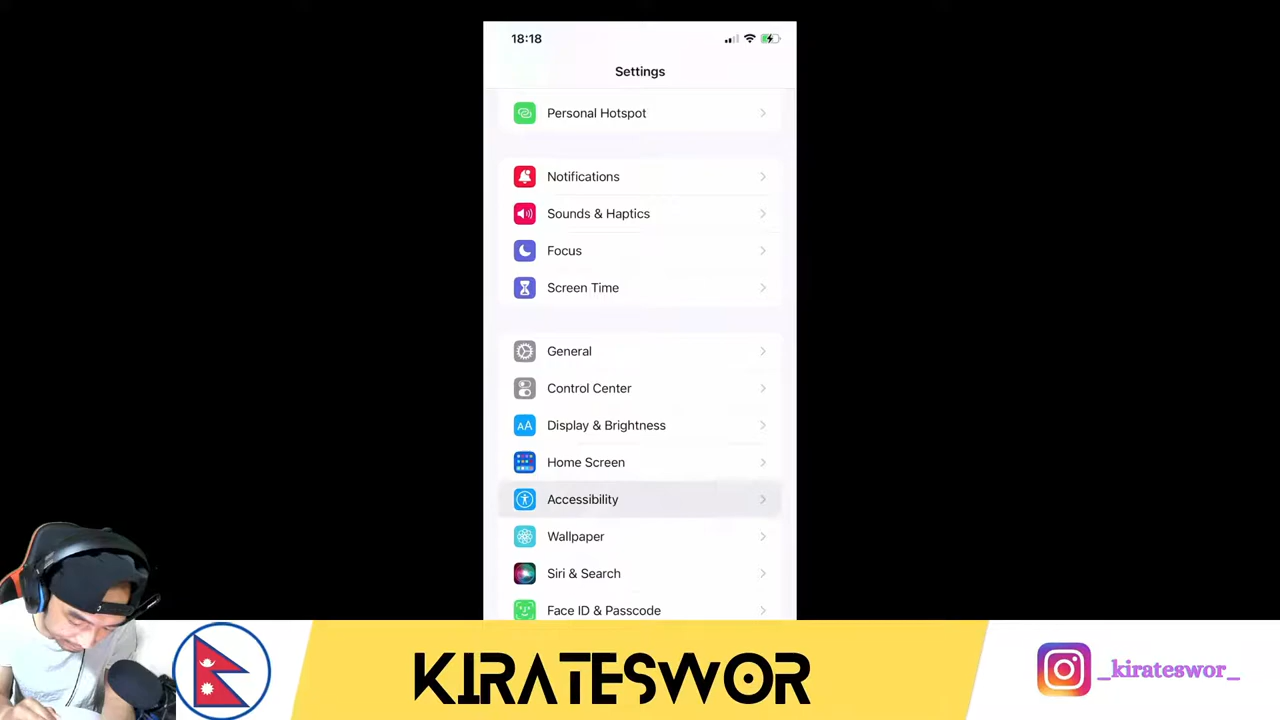 18:18
Settings
Personal Hotspot
Notifications
Sounds & Haptics
Focus
Screen Time
General
Control Center
AA Display & Brightness
Home Screen
Accessibility
Wallpaper
Siri & Search
Face ID & Passcode
KIRATESWOR
_kirateswor_